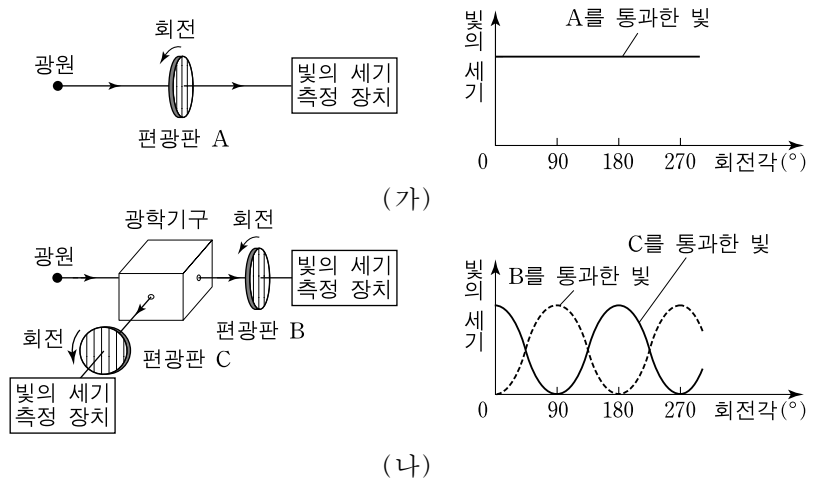 회전
광원
빛의 세기
측정 장치
편광판 A
빛의 세기
A를 통과한 빛
0 90 180 270 회전각(°)
(가)
광학기구
회전
광원
빛의 세기
측정 장치
편광판 B
회전
편광판 C
빛의 세기
측정 장치
빛의 세기
C를 통과한 빛
B를 통과한 빛
0 90 180 270 회전각(°)
(나)